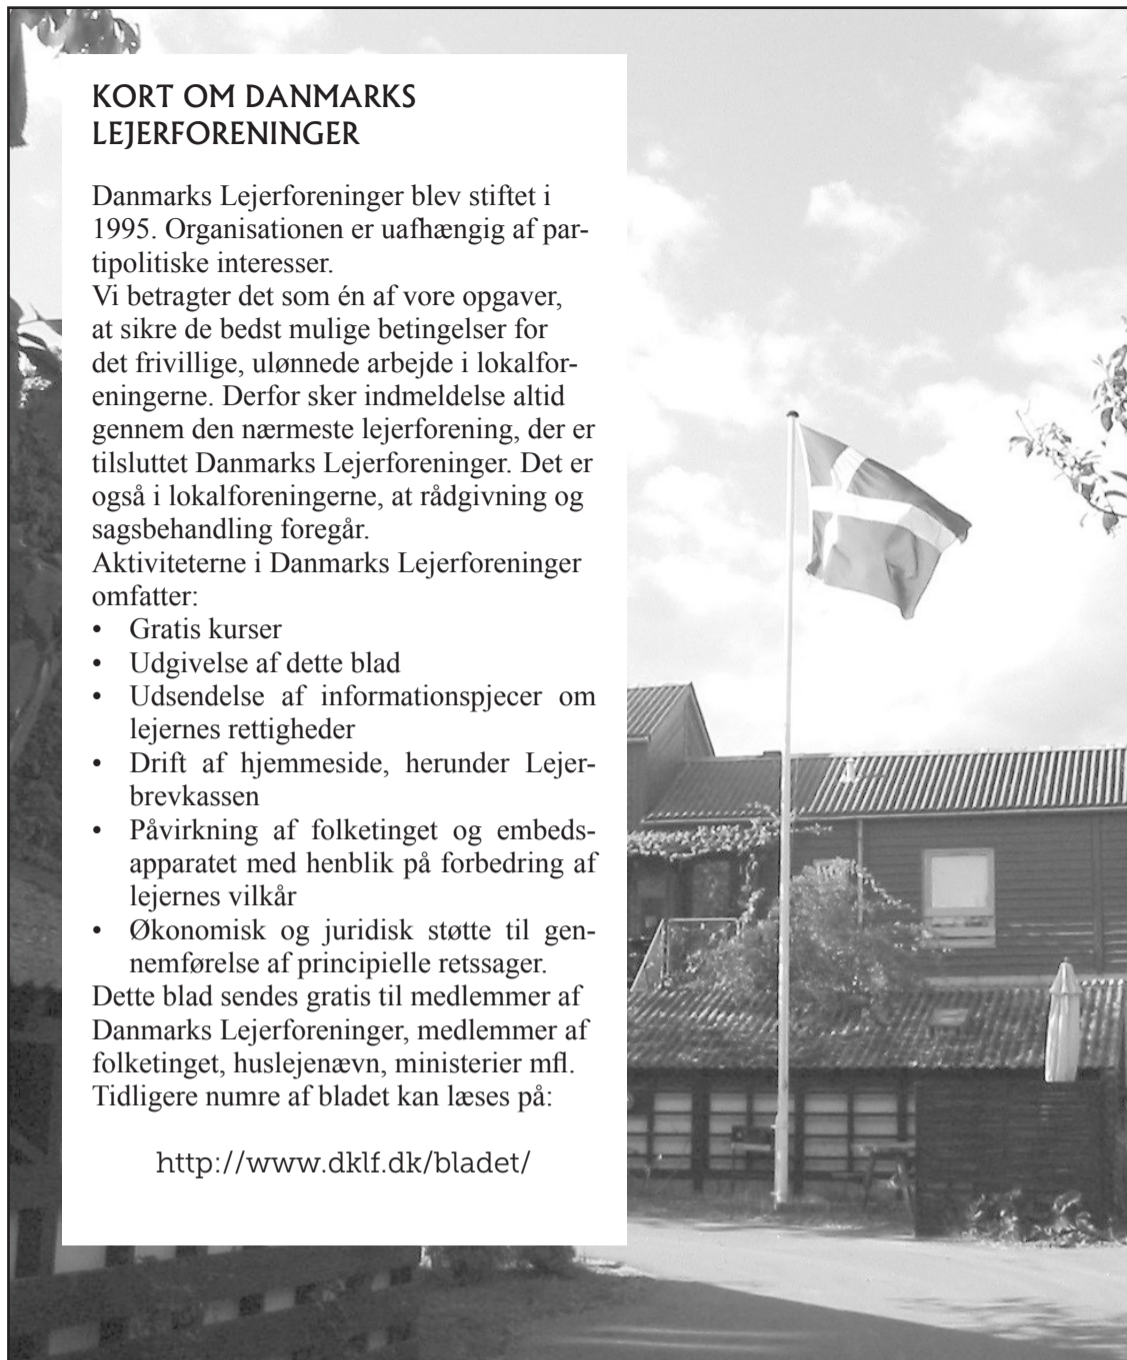 KORT OM DANMARKS
LEJERFORENINGER
Danmarks Lejerforeninger blev stiftet i
1995. Organisationen er uafhængig af par-
tipolitiske interesser.
Vi betragter det som én af vore opgaver,
at sikre de bedst mulige betingelser for
det frivillige, ulønnede arbejde i lokalfor-
eningerne. Derfor sker indmeldelse altid
gennem den nærmeste lejerforening, der er
tilsluttet Danmarks Lejerforeninger. Det er
også i lokalforeningerne, at rådgivning og
sagsbehandling foregår.
Aktiviteterne i Danmarks Lejerforeninger
omfatter:
• Gratis kurser
• Udgivelse af dette blad
• Udsendelse af informationspjecer om
lejernes rettigheder
• Drift af hjemmeside, herunder Lejer-
brevkassen
• Påvirkning af folketinget og embeds-
apparatet med henblik på forbedring af
lejernes vilkår
• Økonomisk og juridisk støtte til gen-
nemførelse af principielle retssager.
Dette blad sendes gratis til medlemmer af
Danmarks Lejerforeninger, medlemmer af
folketinget, huslejenævn, ministerier mfl.
Tidligere numre af bladet kan læses på:
http://www.dklf.dk/bladet/